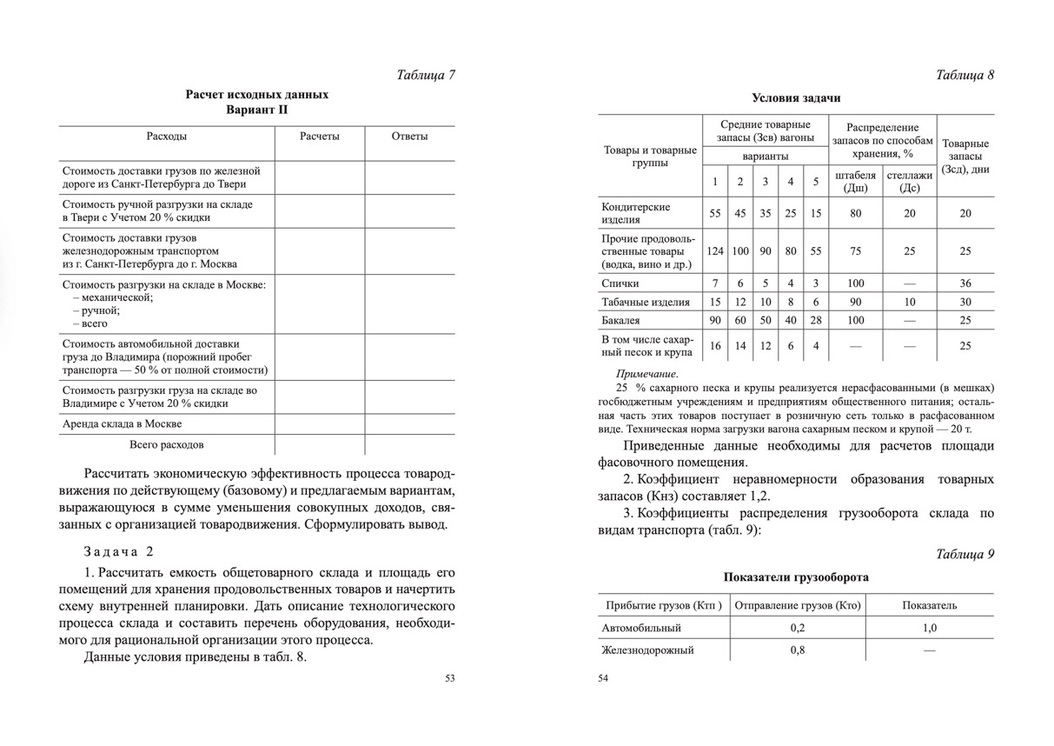 Таблица 7
Расчет исходных данных
Вариант II
Расходы Расчеты Ответы
Стоимость доставки грузов по железной
дороге из Санкт-Петербурга до Твери
Стоимость ручной разгрузки на складе
в Твери с Учетом 20 % скидки
Стоимость доставки грузов
железнодорожным транспортом
из г. Санкт-Петербурга до г. Москва
Стоимость разгрузки на складе в Москве:
– механической;
– ручной;
– всего
Стоимость автомобильной доставки
груза до Владимира (порожний пробег
транспорта — 50 % от полной стоимости)
Стоимость разгрузки груза на складе во
Владимире с Учетом 20 % скидки
Аренда склада в Москве
Всего расходов
Рассчитать экономическую эффективность процесса товарод-
вижения по действующему (базовому) и предлагаемым вариантам,
выражающуюся в сумме уменьшения совокупных доходов, свя-
занных с организацией товародвижения. Сформулировать вывод.
Задача 2
1. Рассчитать емкость общетоварного склада и площадь его
помещений для хранения продовольственных товаров и начертить
схему внутренней планировки. Дать описание технологического
процесса склада и составить перечень оборудования, необходи-
мого для рациональной организации этого процесса.
Данные условия приведены в табл. 8.
53
Таблица 8
Условия задачи
Товары и товарные
группы
Средние товарные
запасы (Зсв) вагоны
варианты
1 2 3 4 5
Распределение
запасов по способам
хранения, %
штабеля
(Дш)
стеллажи
(Дс)
Товарные
запасы
(Зсд), дни
Кондитерские
изделия
55 45 35 25 15 80 20 20
Прочие продоволь-
ственные товары
(водка, вино и др.)
124 100 90 80 55 75 25 25
Спички 7 6 5 4 3 100 — 36
Табачные изделия 15 12 10 8 6 90 10 30
Бакалея 90 60 50 40 28 100 — 25
В том числе сахар-
ный песок и крупа
16 14 12 6 4 — — 25
Примечание.
25 % сахарного песка и крупы реализуется нерасфасованными (в мешках)
госбюджетным учреждениям и предприятиям общественного питания; осталь-
ная часть этих товаров поступает в розничную сеть только в расфасованном
виде. Техническая норма загрузки вагона сахарным песком и крупой — 20 т.
Приведенные данные необходимы для расчетов площади
фасовочного помещения.
2. Коэффициент неравномерности образования товарных
запасов (Кнз) составляет 1,2.
3. Коэффициенты распределения грузооборота склада по
видам транспорта (табл. 9):
Таблица 9
Показатели грузооборота
Прибытие грузов (Ктп ) Отправление грузов (Кто) Показатель
Автомобильный 0,2 1,0
Железнодорожный 0,8 —
54